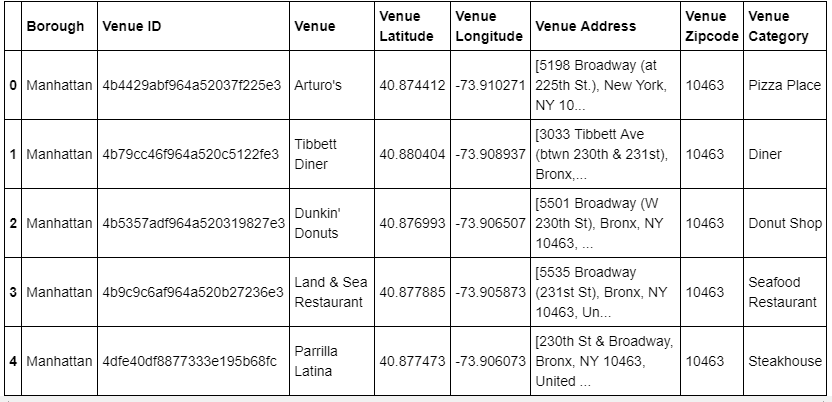 Borough Venue ID Venue Venue Latitude Venue Longitude Venue Address Venue Zipcode Venue Category
0 Manhattan 4b4429abf964a52037f225e3 Arturo's 40.874412 -73.910271 [5198 Broadway (at 225th St.), New York, NY 10... 10463 Pizza Place
1 Manhattan 4b79cc46f964a520c5122fe3 Tibbett Diner 40.880404 -73.908937 [3033 Tibbett Ave (btwn 230th & 231st), Bronx,... 10463 Diner
2 Manhattan 4b5357adf964a520319827e3 Dunkin' Donuts 40.876993 -73.906507 [5501 Broadway (W 230th St), Bronx, NY 10463, ... 10463 Donut Shop
3 Manhattan 4b9c9c6af964a520b27236e3 Land & Sea Restaurant 40.877885 -73.905873 [5535 Broadway (231st St), Bronx, NY 10463, Un... 10463 Seafood Restaurant
4 Manhattan 4dfe40df8877333e195b68fc Parrilla Latina 40.877473 -73.906073 [230th St & Broadway, Bronx, NY 10463, United ... 10463 Steakhouse